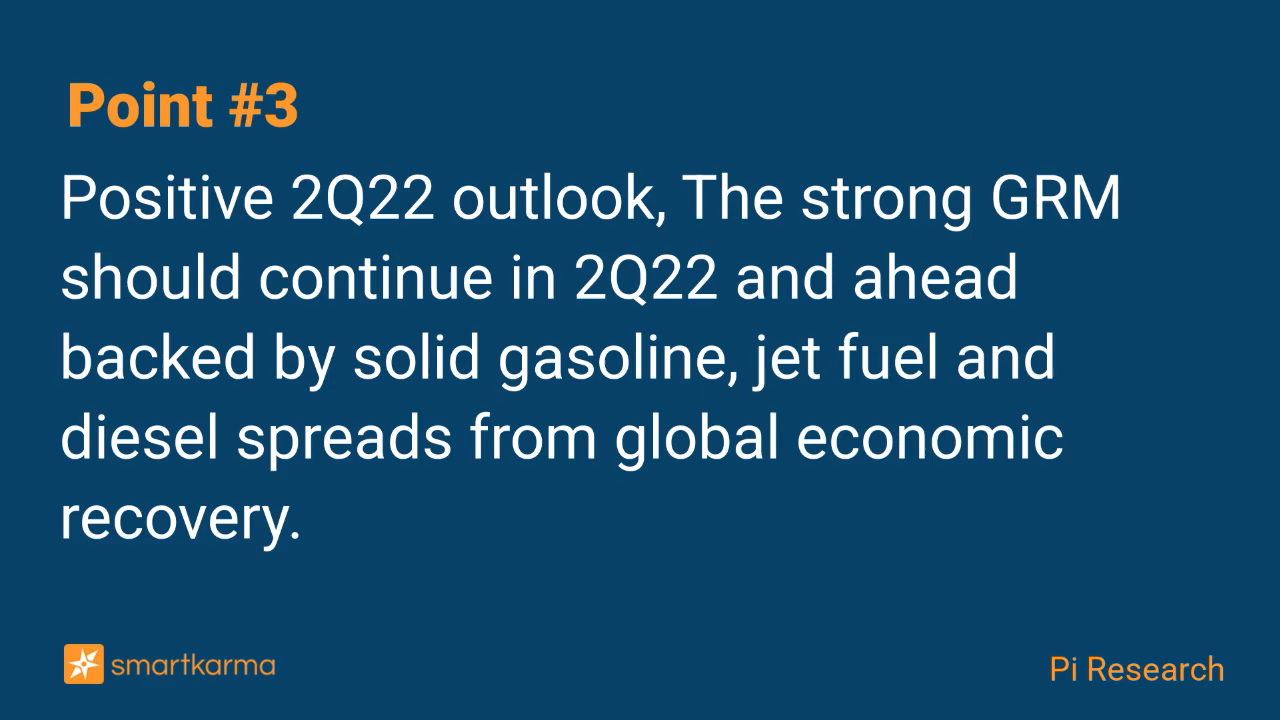 Point #3
Positive 2Q22 outlook, The strong GRM
should continue in 2Q22 and ahead
backed by solid gasoline, jet fuel and
diesel spreads from global economic
recovery.
smartkarma
Pi Research